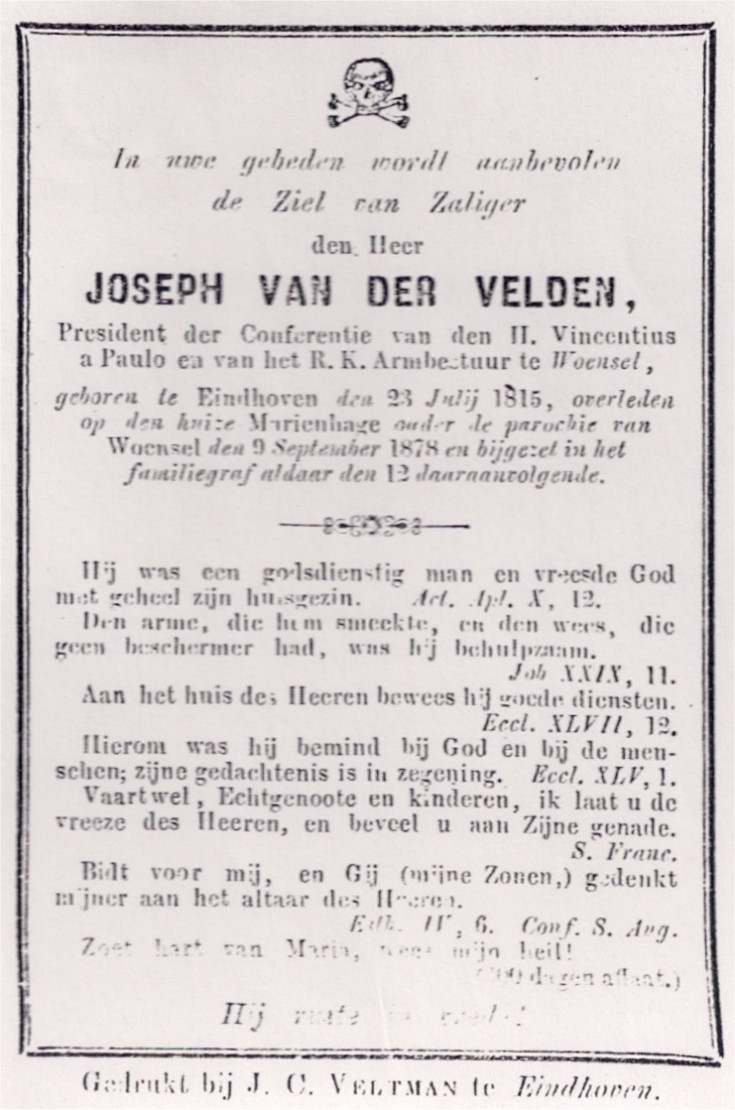 In uwe gebeden wordt aanbevolen
de Ziel van Zaliger
den Heer
JOSEPH VAN DER VELDEN,
President der Conferentie van den H. Vincentius
a Paulo en van het R. K. Armbestuur te Woensel,
geboren te Eindhoven den 23 Julij 1815, overleden
op den huize Marienhage onder de parochie van
Woensel den 9 September 1878 en bijgezet in het
familiegraf aldaar den 12 daaraanvolgende.
Hij was een godsdienstig man en vreesde God
met geheel zijn huisgezin. Act. Apl. X, 12.
Den arme, die hem smeekte, en den wees, die
geen beschermer had, was hij behulpzaam.
Job XXIX, 11.
Aan het huis des Heeren bewees hij goede diensten.
Eccl. XLVII, 12.
Hierom was hij bemind bij God en bij de men-
schen; zijne gedachtenis is in zegening. Eccl. XLV, 1.
Vaartwel, Echtgenoote en kinderen, ik laat u de
vreeze des Heeren, en beveel u aan Zijne genade.
S. Franc.
Bidt voor mij, en Gij (mijne Zonen,) gedenkt
mijner aan het altaar des Heeren.
IV, 6. Conf. S. Aug.
Zoet hart van Maria, wees mijn heil!
dagen aflaat.)
Hij ruste in vrede!
Gedrukt bij J. C. VELTMAN te Eindhoven.